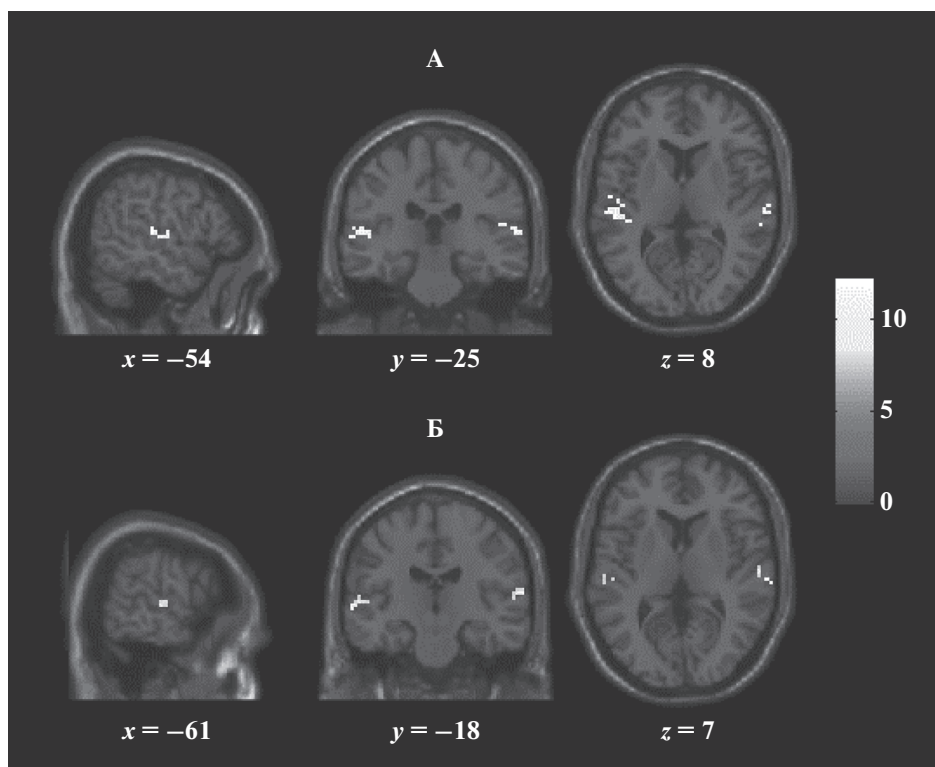 А
x = −54
y = −25
z = 8
10
5
0
Б
x = −61
y = −18
z = 7